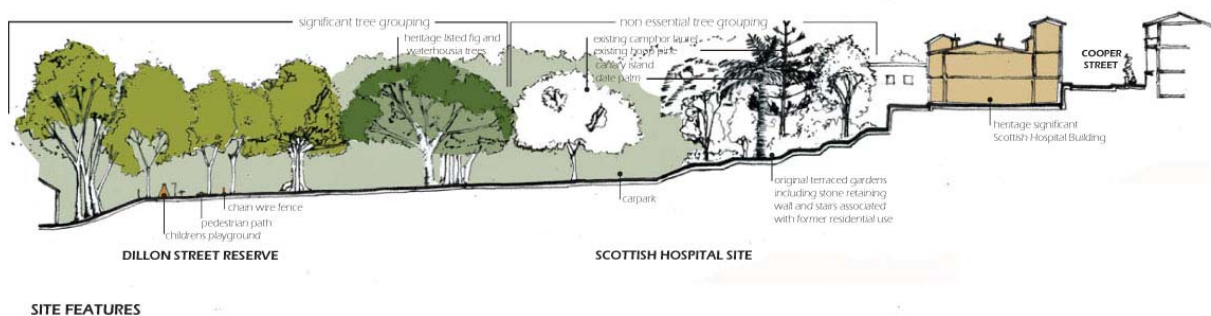 significant tree grouping
non essential tree grouping
heritage listed fig and
waterhousia trees
existing camphor laurel
existing hoop pine
canary island
date palm
COOPER
STREET
heritage significant
Scottish Hospital Building
original terraced gardens
including stone retaining
wall and stairs associated
with former residential use
carpark
chain wire fence
pedestrian path
childrens playground
DILLON STREET RESERVE
SCOTTISH HOSPITAL SITE
SITE FEATURES